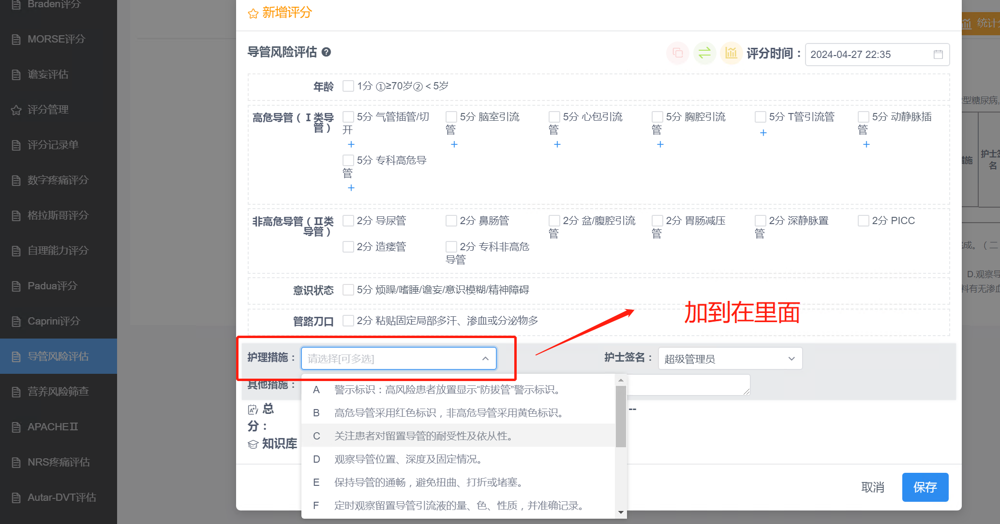 Braden评分
MORSE评分
谵妄评估
评分管理
评分记录单
数字疼痛评分
格拉斯哥评分
自理能力评分
Padua评分
Caprini评分
导管风险评估
营养风险筛查
APACHEⅡ
NRS疼痛评估
Autar-DVT评估
新增评分
导管风险评估
评分时间：
2024-04-27 22:35
年龄
1分 ①≥70岁②＜5岁
高危导管（Ⅰ类导
管）
5分 气管插管/切
开
+
5分 脑室引流
管
+
5分 心包引流
管
+
5分 胸腔引流
管
+
5分 T管引流管
+
5分 动静脉插
管
+
5分 专科高危导
管
+
非高危导管（Ⅱ类
导管）
2分 导尿管
2分 鼻肠管
2分 盆/腹腔引流
管
2分 胃肠减压
管
2分 深静脉置
管
2分 PICC
2分 造瘘管
2分 专科非高危
导管
意识状态
5分 烦躁/嗜睡/谵妄/意识模糊/精神障碍
管路刀口
2分 粘贴固定局部多汗、渗血或分泌物多
加到在里面
护理措施：
请选择[可多选]
护士签名：
超级管理员
其他措施：
A 警示标识：高风险患者放置显示“防拔管”警示标识。
B 高危导管采用红色标识，非高危导管采用黄色标识。
C 关注患者对留置导管的耐受性及依从性。
D 观察导管位置、深度及固定情况。
E 保持导管的通畅，避免扭曲、打折或堵塞。
F 定时观察留置导管引流液的量、色、性质，并准确记录。
总
分：
--
知识库
取消
保存
统计
型糖尿病,
措施
护士签
名
成。（二
D.观察导
料有无渗血